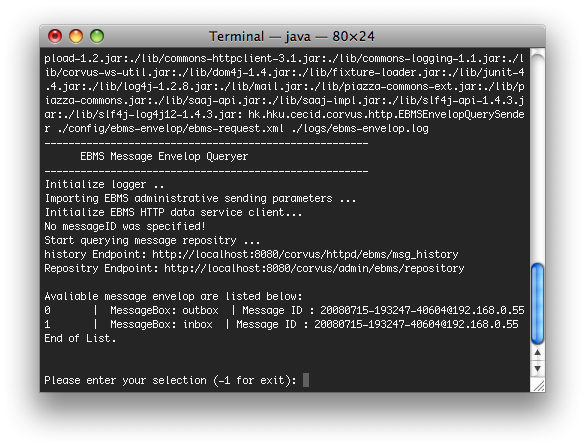 Terminal — java — 80×24
pload-1.2.jar:./lib/commons-httpclient-3.1.jar:./lib/commons-logging-1.1.jar:./l
ib/corvus-ws-util.jar:./lib/dom4j-1.4.jar:./lib/fixture-loader.jar:./lib/junit-4
.4.jar:./lib/log4j-1.2.8.jar:./lib/mail.jar:./lib/piazza-commons-ext.jar:./lib/p
iazza-commons.jar:./lib/saaj-api.jar:./lib/saaj-impl.jar:./lib/slf4j-api-1.4.3.j
ar:./lib/slf4j-log4j12-1.4.3.jar: hk.hku.cecid.corvus.http.EBMSEnvelopQuerySende
r ./config/ebms-envelop/ebms-request.xml ./logs/ebms-envelop.log
------------------------------------------------------
EBMS Message Envelop Queryer
------------------------------------------------------
Initialize logger ..
Importing EBMS administrative sending parameters ...
Initialize EBMS HTTP data service client...
No messageID was specified!
Start querying message repositry ...
history Endpoint: http://localhost:8080/corvus/httpd/ebms/msg_history
Repositry Endpoint: http://localhost:8080/corvus/admin/ebms/repository
Avaliable message envelop are listed below:
0 | MessageBox: outbox | Message ID : 20080715-193247-40604@192.168.0.55
1 | MessageBox: inbox | Message ID : 20080715-193247-40604@192.168.0.55
End of List.
Please enter your selection (-1 for exit):